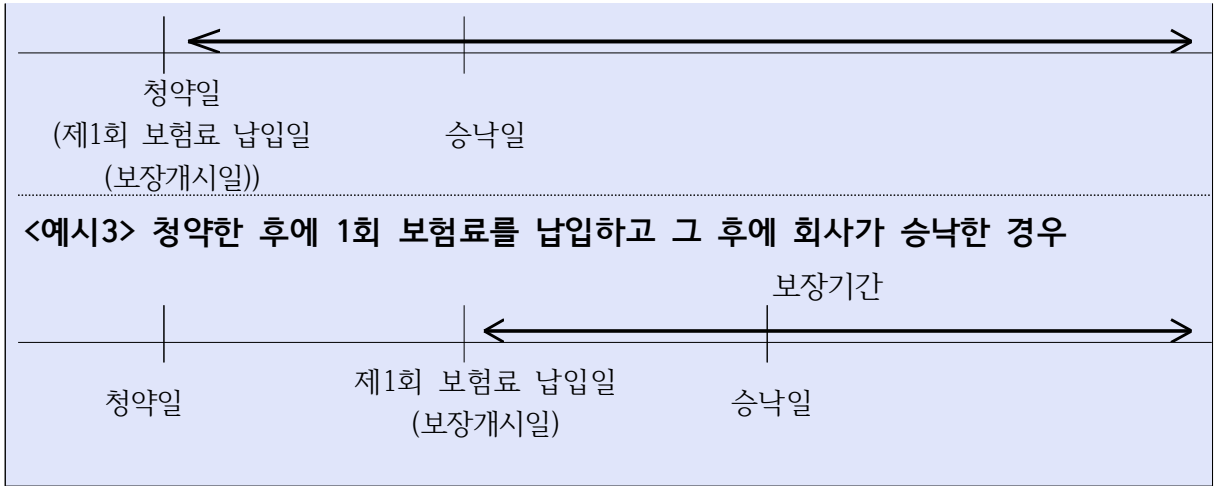 청약일
(제1회 보험료 납입일
(보장개시일))
승낙일
<예시3> 청약한 후에 1회 보험료를 납입하고 그 후에 회사가 승낙한 경우
보장기간
청약일
제1회 보험료 납입일
(보장개시일)
승낙일